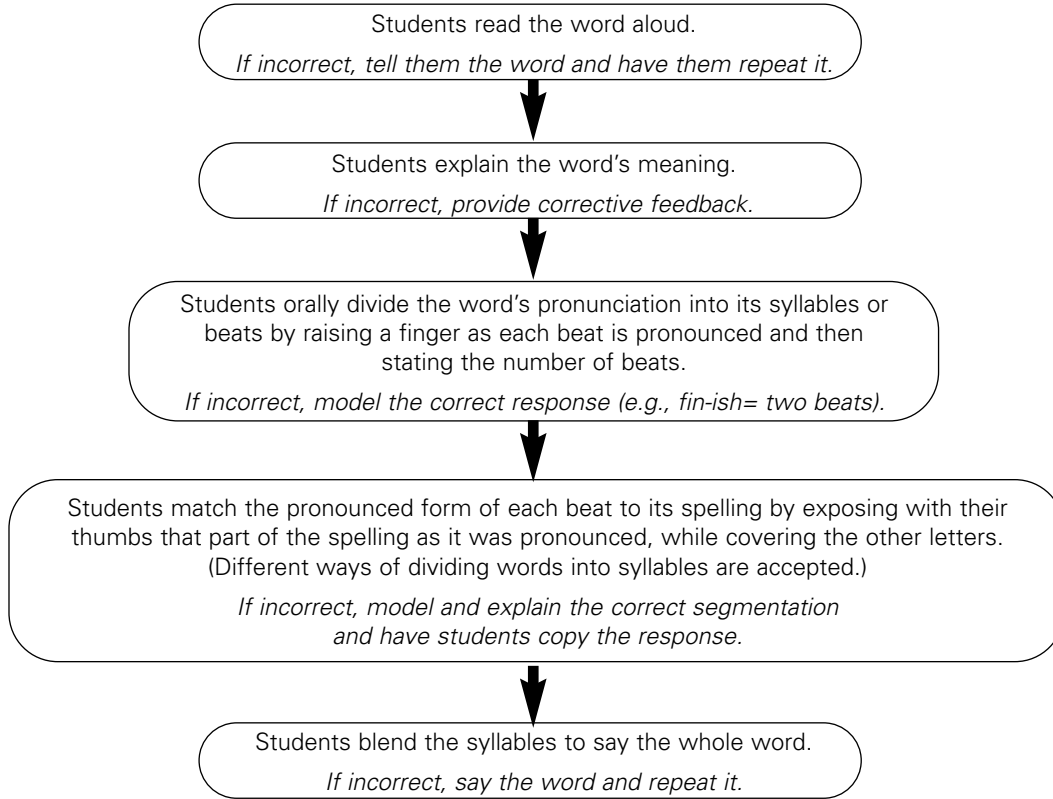 Students read the word aloud.
If incorrect, tell them the word and have them repeat it.
Students explain the word's meaning.
If incorrect, provide corrective feedback.
Students orally divide the word's pronunciation into its syllables or
beats by raising a finger as each beat is pronounced and then
stating the number of beats.
If incorrect, model the correct response (e.g., fin-ish= two beats).
Students match the pronounced form of each beat to its spelling by exposing with their
thumbs that part of the spelling as it was pronounced, while covering the other letters.
(Different ways of dividing words into syllables are accepted.)
If incorrect, model and explain the correct segmentation
and have students copy the response.
Students blend the syllables to say the whole word.
If incorrect, say the word and repeat it.